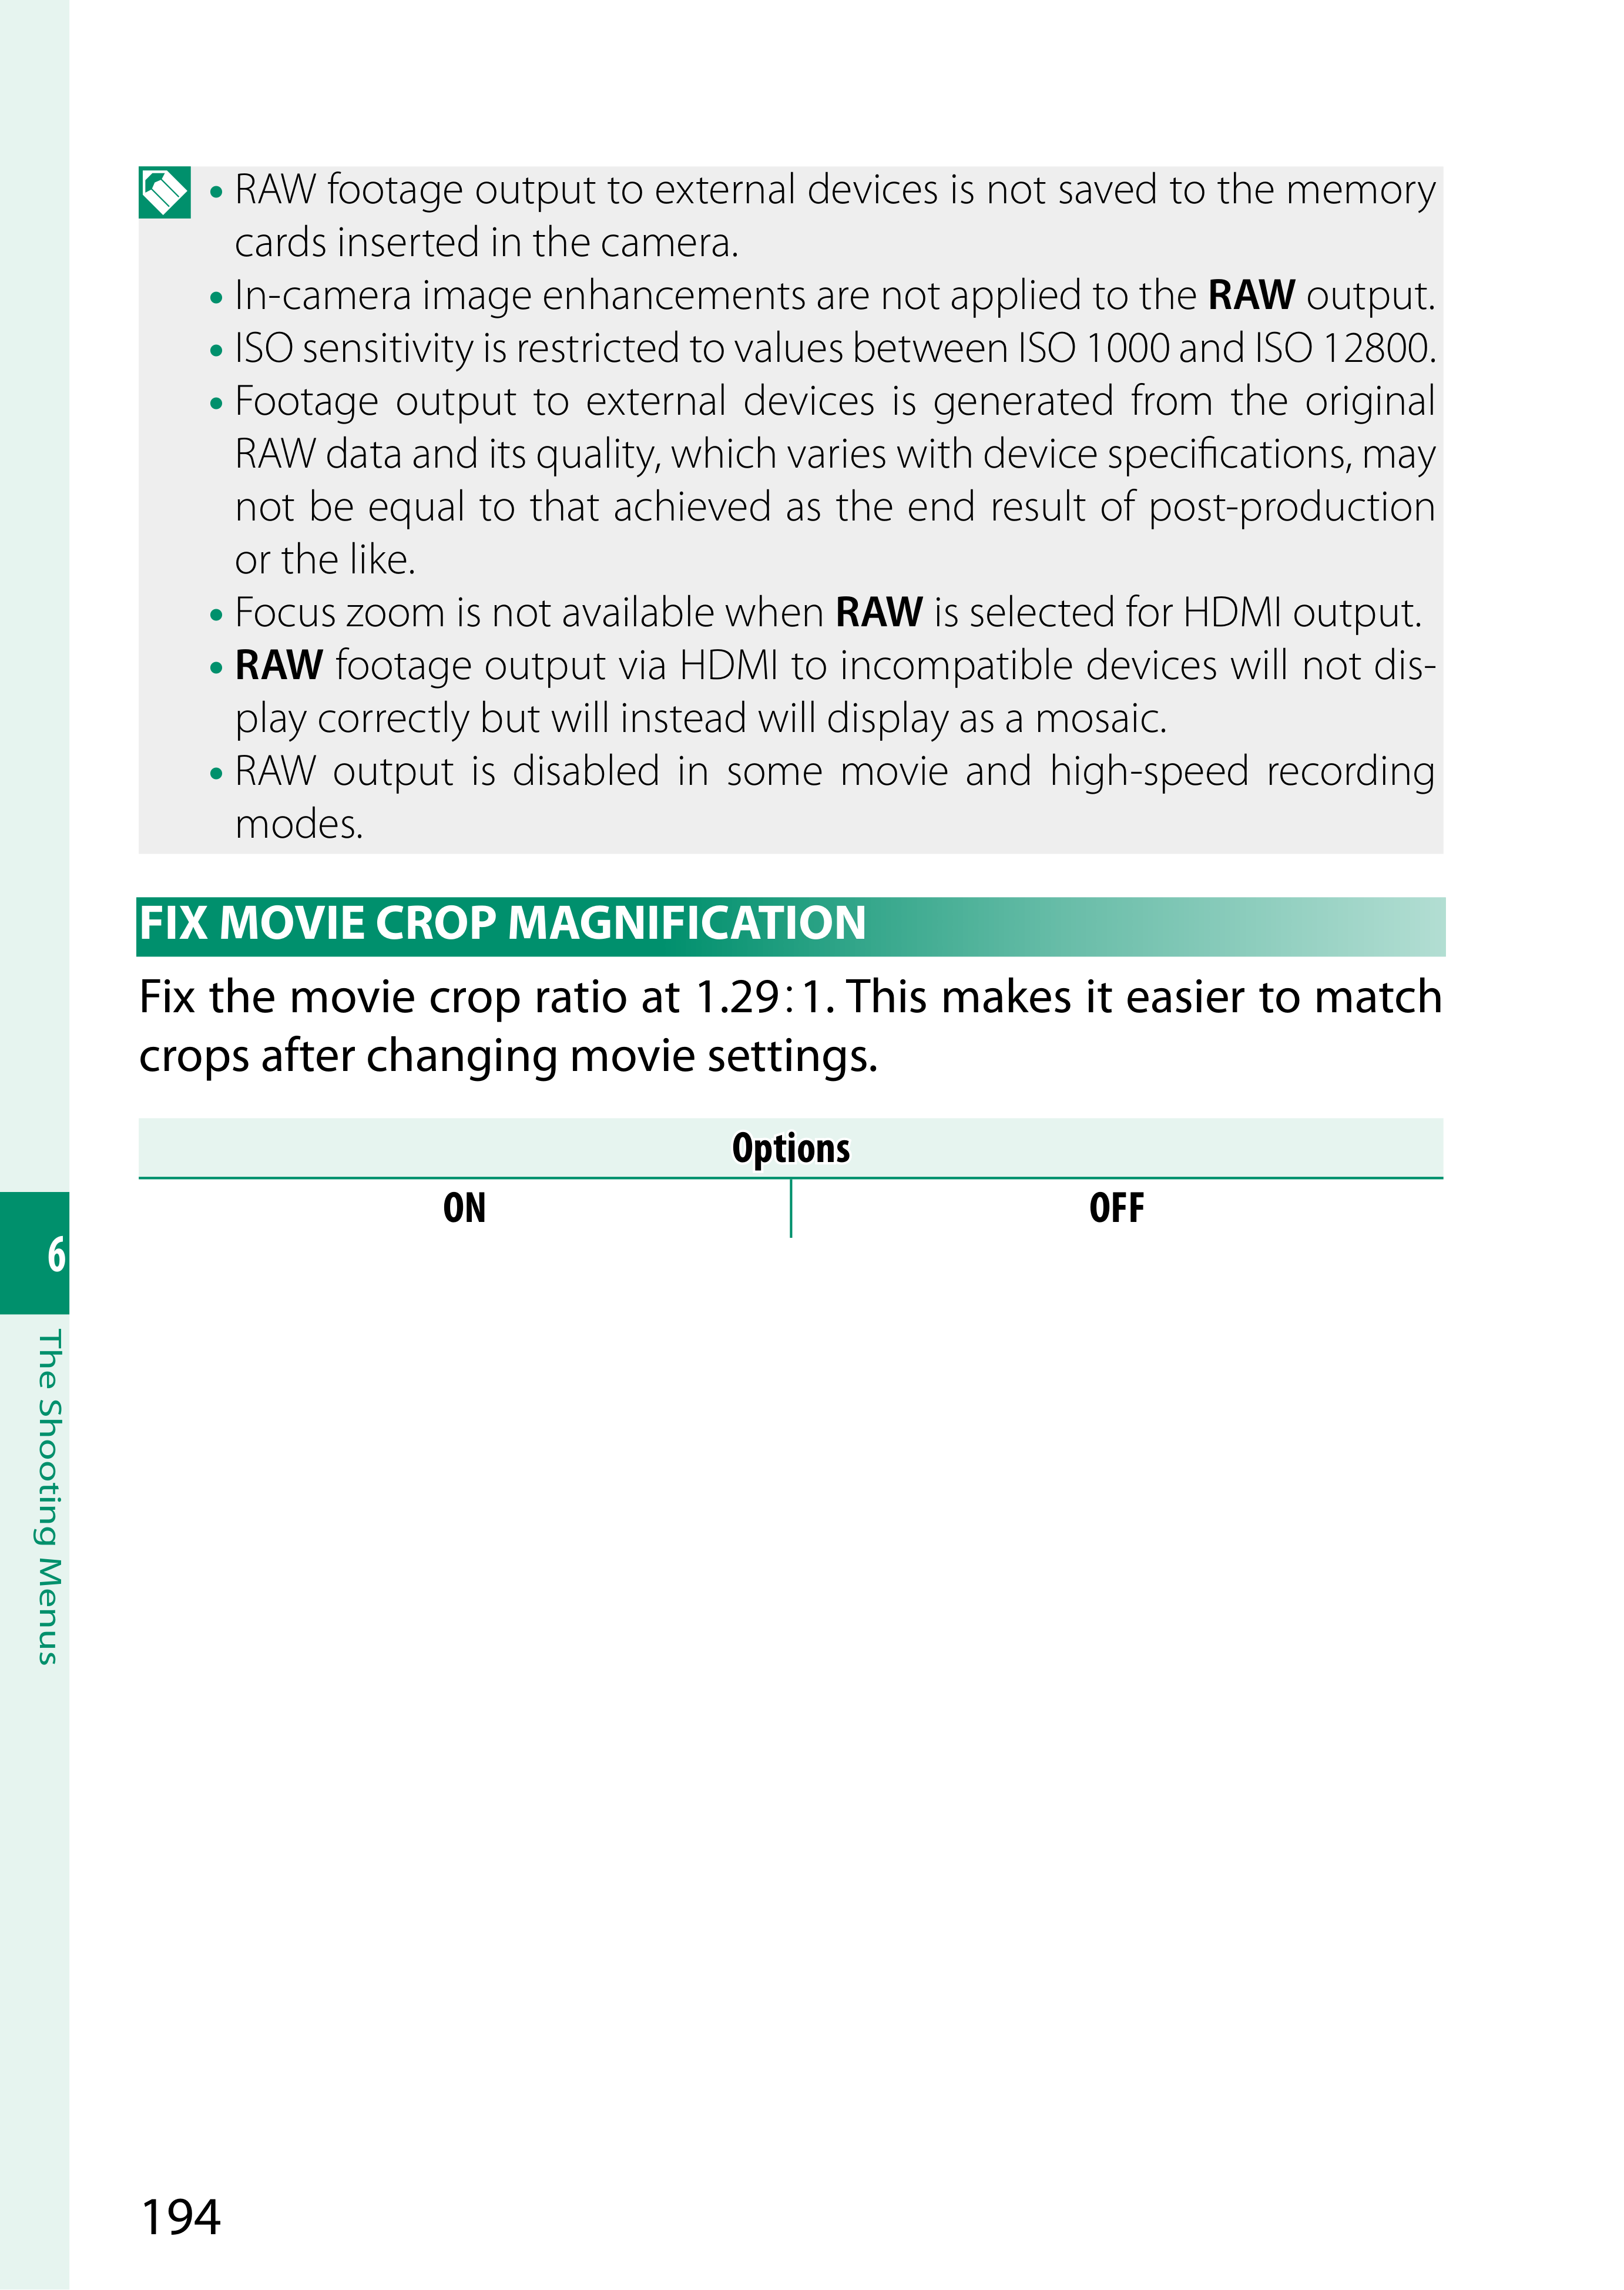 • RAW footage output to external devices is not saved to the memory
cards inserted in the camera.
• In-camera image enhancements are not applied to the RAW output.
• ISO sensitivity is restricted to values between ISO 1000 and ISO 12800.
• Footage output to external devices is generated from the original
RAW data and its quality, which varies with device specifications, may
not be equal to that achieved as the end result of post-production
or the like.
• Focus zoom is not available when RAW is selected for HDMI output.
• RAW footage output via HDMI to incompatible devices will not dis-
play correctly but will instead will display as a mosaic.
• RAW output is disabled in some movie and high-speed recording
modes.
FIX MOVIE CROP MAGNIFICATION
Fix the movie crop ratio at 1.29:1. This makes it easier to match
crops after changing movie settings.
Options
ON OFF
6
The Shooting Menus
194